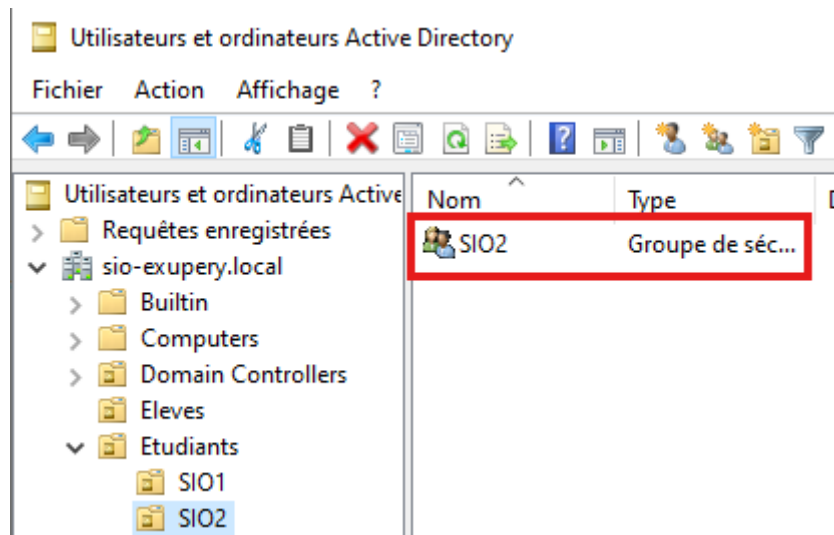 Utilisateurs et ordinateurs Active Directory
Fichier Action Affichage ?
Utilisateurs et ordinateurs Active
Requêtes enregistrées
sio-exupery.local
Builtin
Computers
Domain Controllers
Eleves
Etudiants
SIO1
SIO2
Nom Type D
SIO2 Groupe de séc...